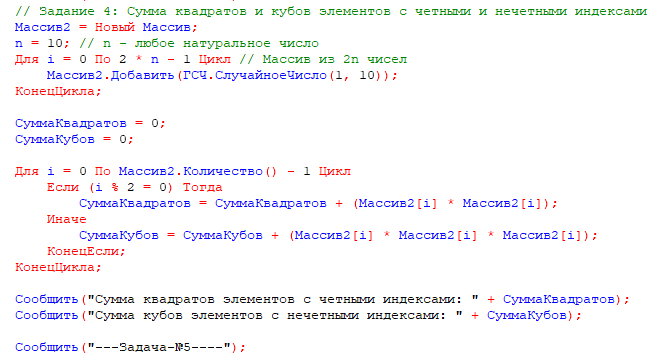 // Задание 4: Сумма квадратов и кубов элементов с четными и нечетными индексами
Массив2 = Новый Массив;
n = 10; // n - любое натуральное число
Для i = 0 По 2 * n - 1 Цикл // Массив из 2n чисел
Массив2.Добавить(ГСЧ.СлучайноеЧисло(1, 10));
КонецЦикла;
СуммаКвадратов = 0;
СуммаКубов = 0;
Для i = 0 По Массив2.Количество() - 1 Цикл
Если (i % 2 = 0) Тогда
СуммаКвадратов = СуммаКвадратов + (Массив2[i] * Массив2[i]);
Иначе
СуммаКубов = СуммаКубов + (Массив2[i] * Массив2[i] * Массив2[i]);
КонецЕсли;
КонецЦикла;
Сообщить("Сумма квадратов элементов с четными индексами: " + СуммаКвадратов);
Сообщить("Сумма кубов элементов с нечетными индексами: " + СуммаКубов);
Сообщить("---Задача-№5----");